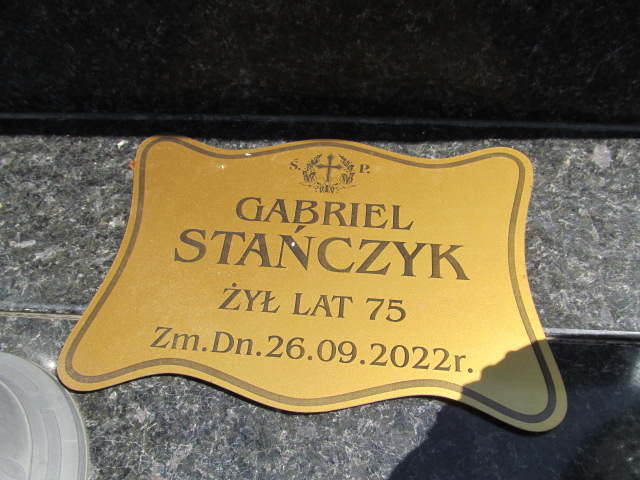 Ś. P.
GABRIEL
STAŃCZYK
ŻYŁ LAT 75
Zm.Dn.26.09.2022r.